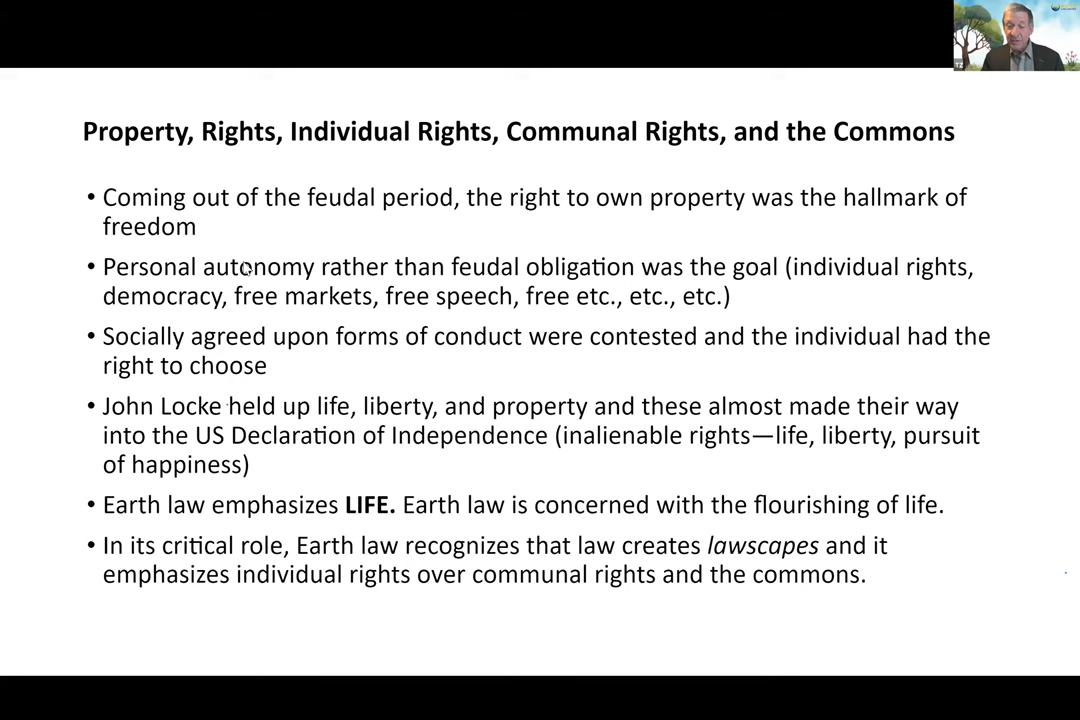 Property, Rights, Individual Rights, Communal Rights, and the Commons
• Coming out of the feudal period, the right to own property was the hallmark of
freedom
• Personal autonomy rather than feudal obligation was the goal (individual rights,
democracy, free markets, free speech, free etc., etc., etc.)
• Socially agreed upon forms of conduct were contested and the individual had the
right to choose
• John Locke held up life, liberty, and property and these almost made their way
into the US Declaration of Independence (inalienable rights—life, liberty, pursuit
of happiness)
• Earth law emphasizes LIFE. Earth law is concerned with the flourishing of life.
• In its critical role, Earth law recognizes that law creates lawscapes and it
emphasizes individual rights over communal rights and the commons.